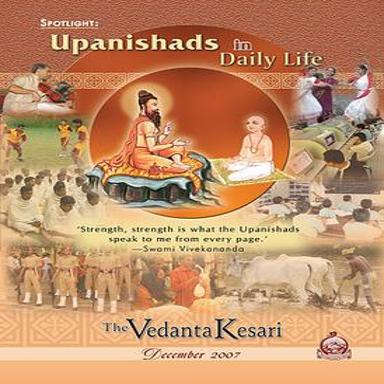 SPOTLIGHT:
Upanishads in
Daily Life
'Strength, strength is what the Upanishads
speak to me from every page.'
—Swami Vivekananda
The Vedanta Kesari
December 2007